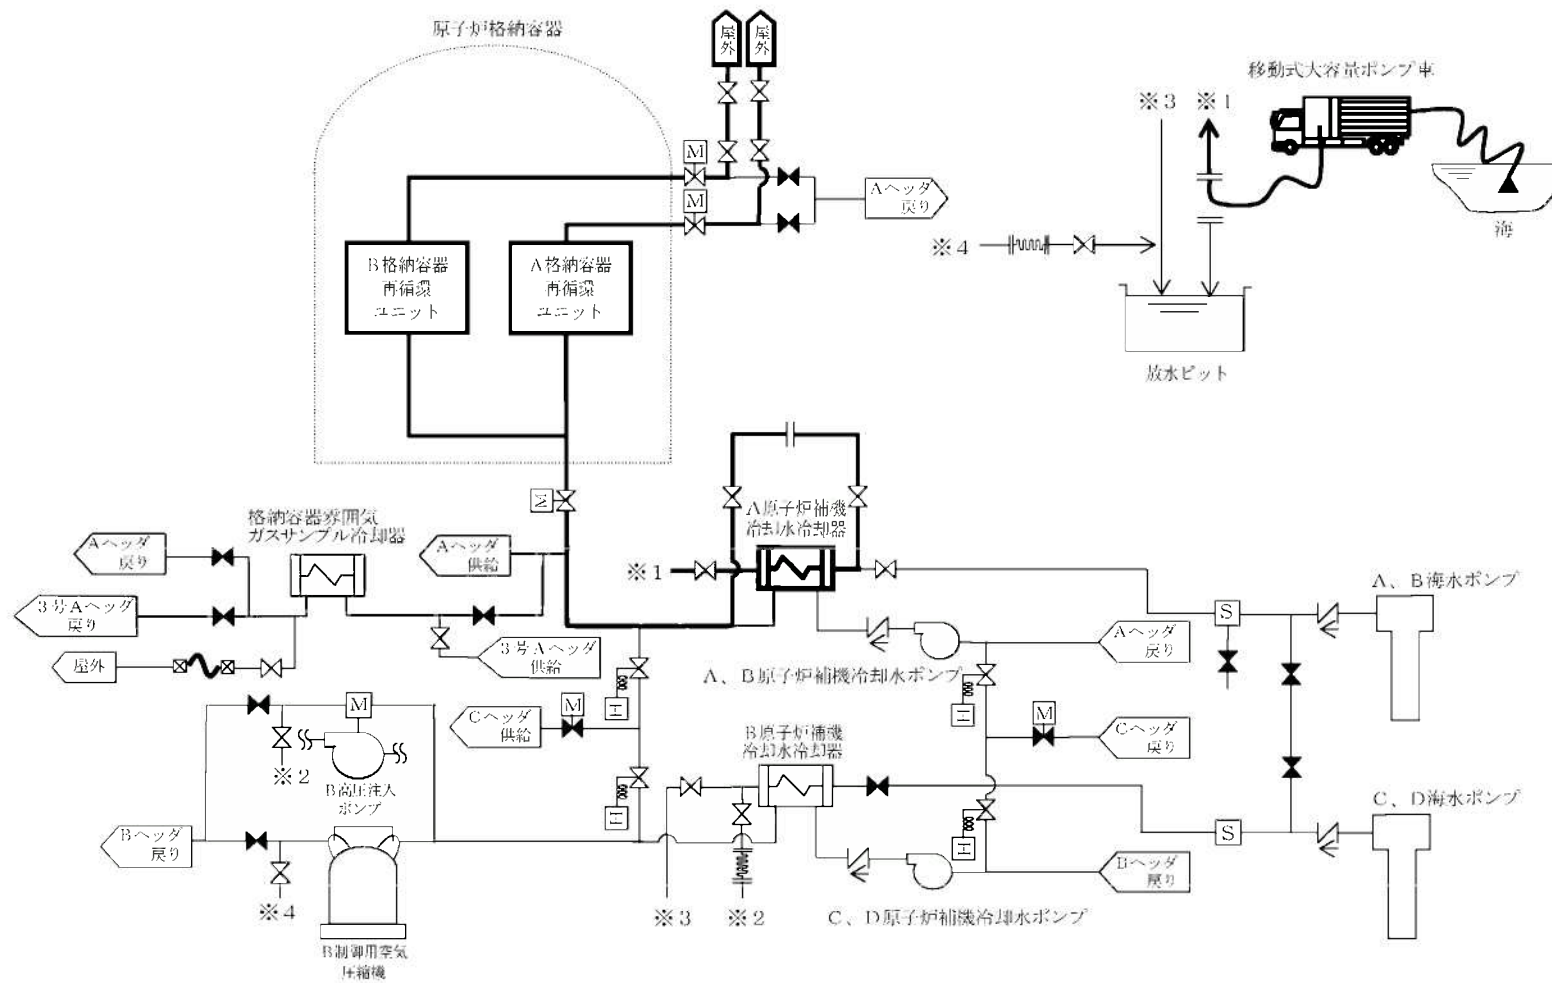 原子炉格納容器
屋外
屋外
移動式大容量ポンプ車
※3
※1
M
M
Aヘッダ
戻り
※4
海
B格納容器
再循環
ユニット
A格納容器
再循環
ユニット
放水ピット
M
格納容器雰囲気
ガスサンプル冷却器
Aヘッダ
戻り
Aヘッダ
供給
A原子炉補機
冷却水冷却器
※1
A、B海水ポンプ
3号Aヘッダ
戻り
S
屋外
3号Aヘッダ
供給
Aヘッダ
戻り
A、B原子炉補機冷却水ポンプ
H
H
M
Cヘッダ
供給
M
M
Cヘッダ
戻り
B原子炉補機
冷却水冷却器
※2
B高圧注入
ポンプ
C、D海水ポンプ
H
H
S
Bヘッダ
戻り
Bヘッダ
戻り
※4
※3
※2
C、D原子炉補機冷却水ポンプ
B制御用空気
圧縮機